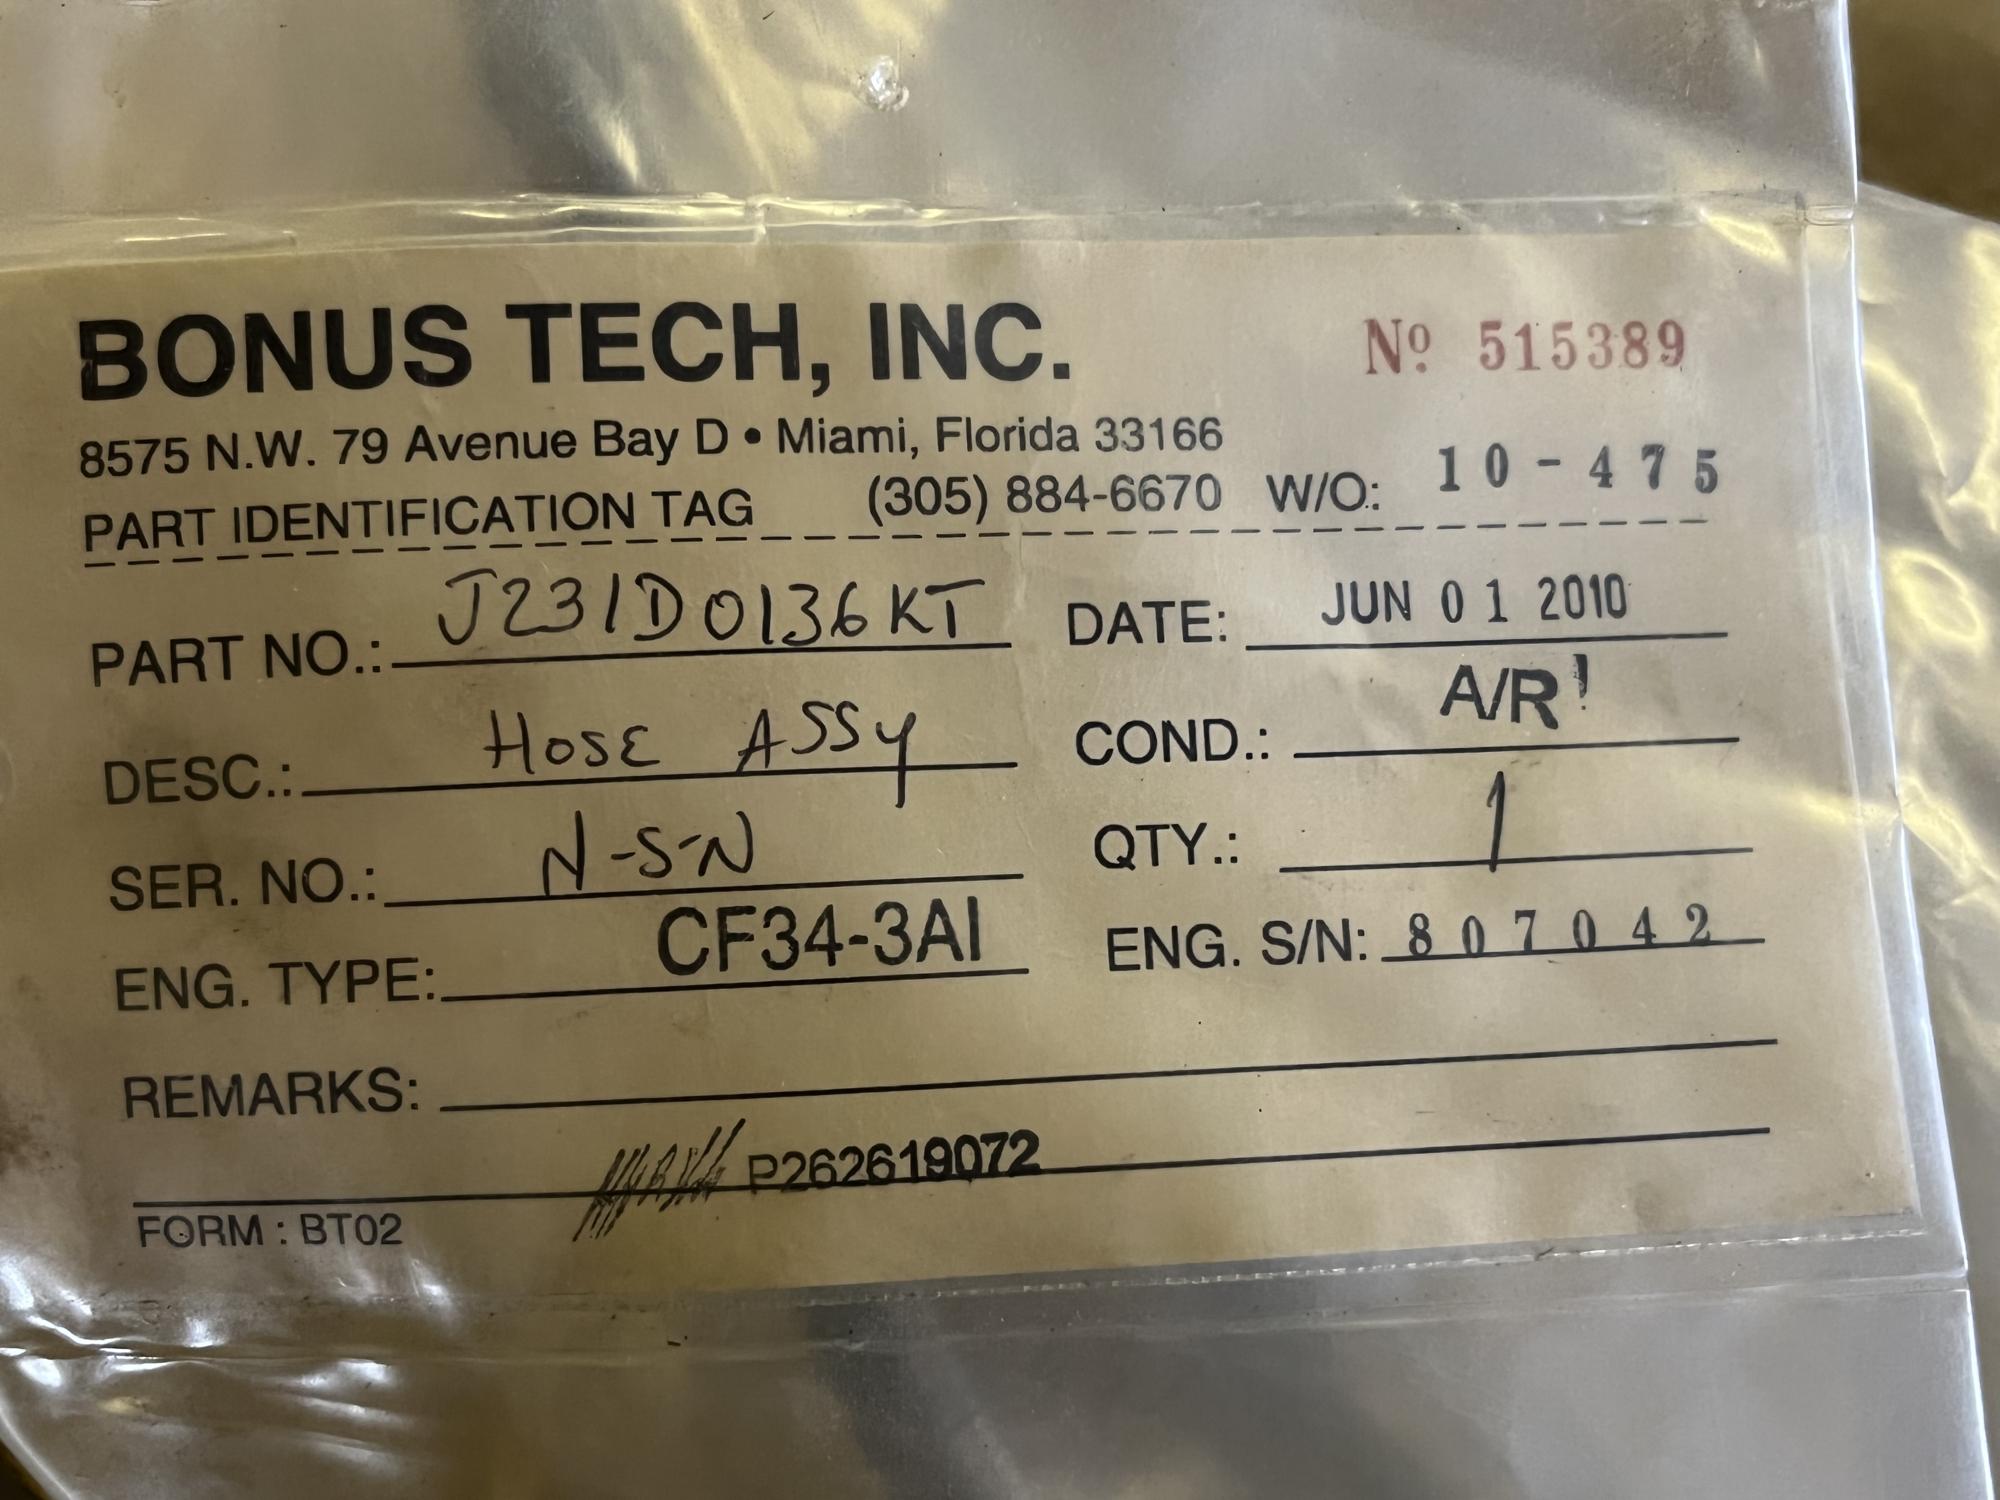 BONUS TECH, INC.
Nº 515389
8575 N.W. 79 Avenue Bay D • Miami, Florida 33166
PART IDENTIFICATION TAG (305) 884-6670 W/O: 10-475
PART NO.: J231D0136KT DATE: JUN 01 2010
DESC.: HOSE ASSY COND.: A/R
SER. NO.: N-S-N QTY.: 1
ENG. TYPE: CF34-3A1 ENG. S/N: 807042
REMARKS:
P262619072
FORM : BT02